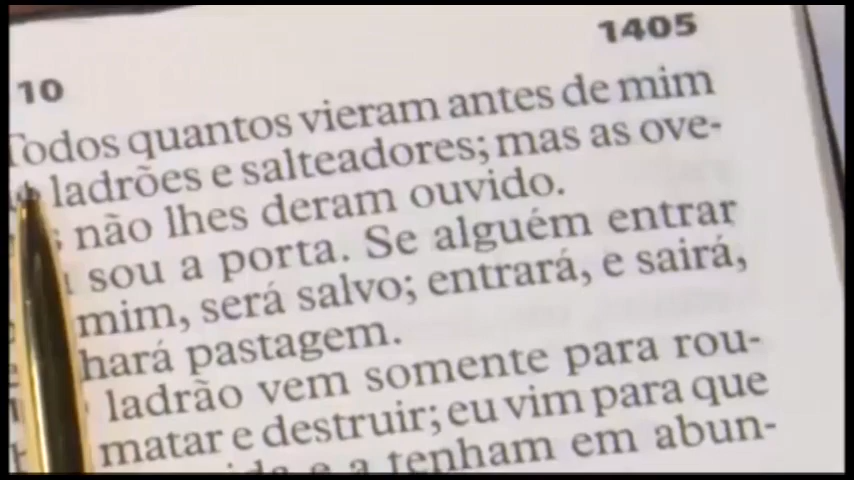 1405
10
Todos quantos vieram antes de mim
ladrões e salteadores; mas as ove-
não lhes deram ouvido.
sou a porta. Se alguém entrar
mim, será salvo; entrará, e sairá,
hará pastagem.
ladrão vem somente para rou-
matar e destruir; eu vim para que
e a tenham em abun-